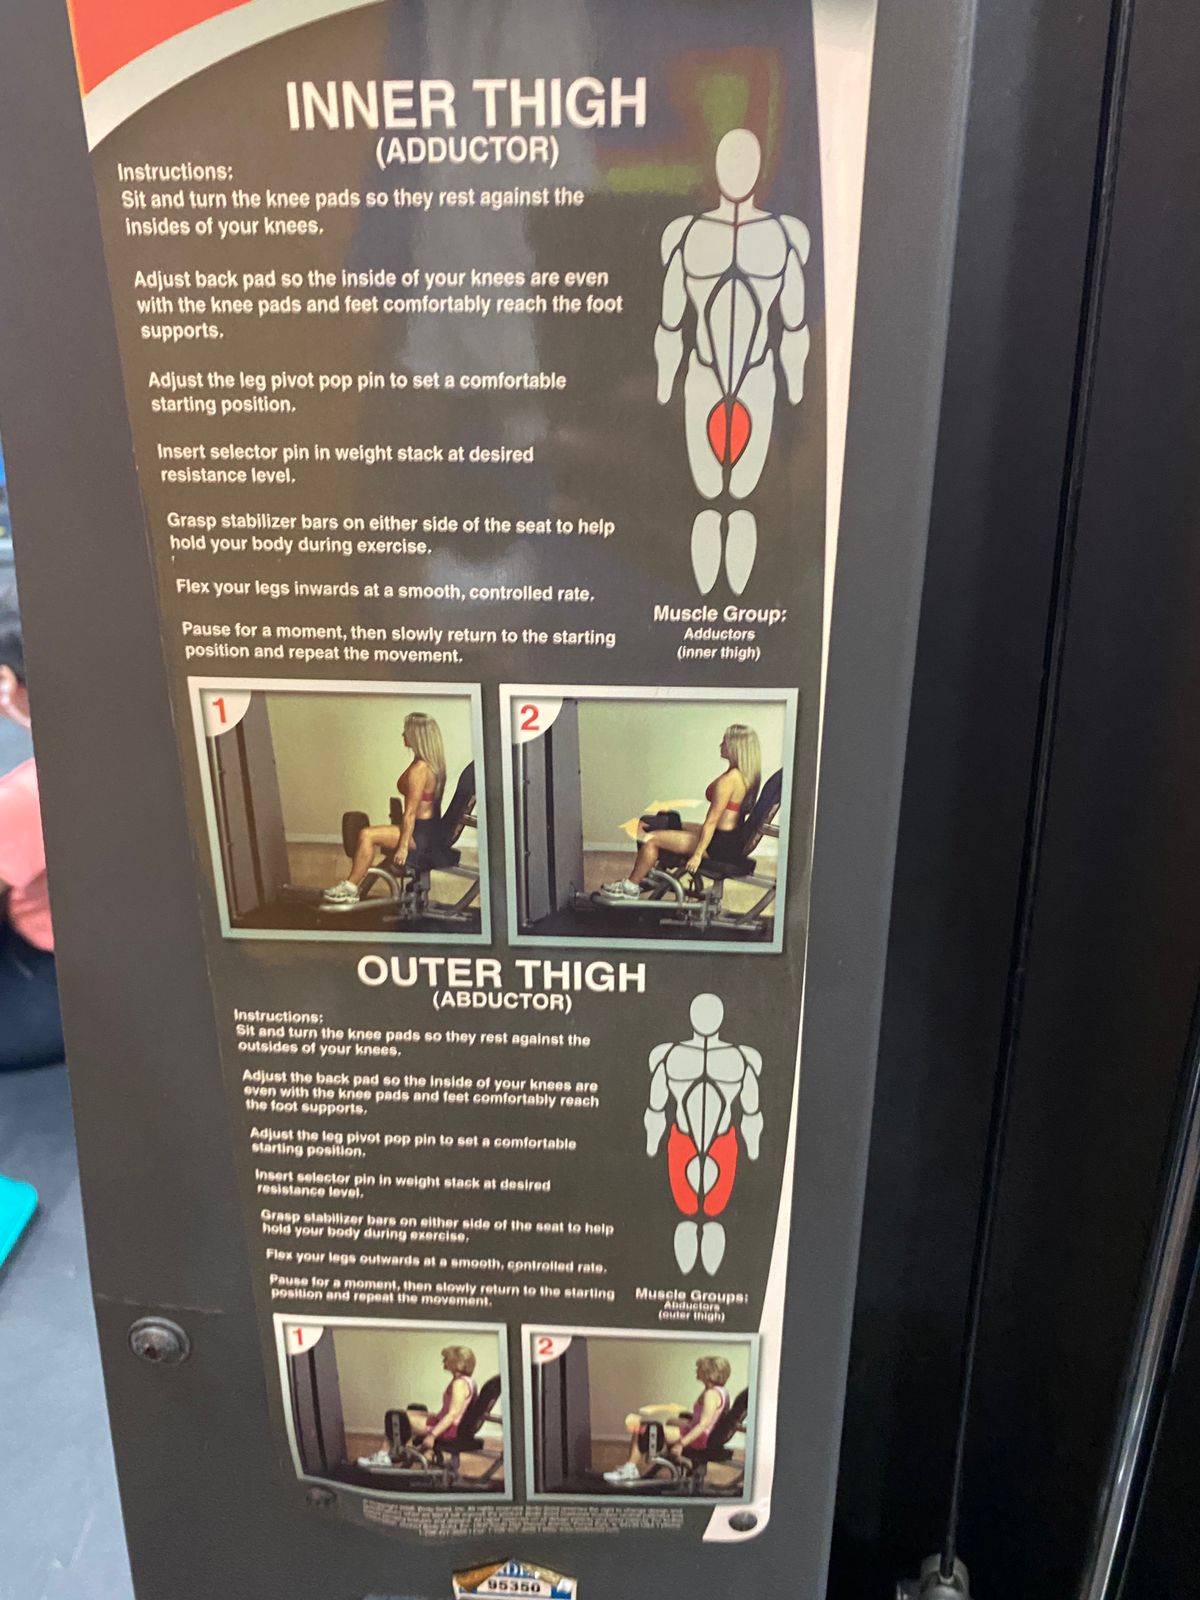 INNER THIGH
(ADDUCTOR)
Instructions:
Sit and turn the knee pads so they rest against the
insides of your knees.
Adjust back pad so the inside of your knees are even
with the knee pads and feet comfortably reach the foot
supports.
Adjust the leg pivot pop pin to set a comfortable
starting position.
Insert selector pin in weight stack at desired
resistance level.
Grasp stabilizer bars on either side of the seat to help
hold your body during exercise.
Flex your legs inwards at a smooth, controlled rate.
Pause for a moment, then slowly return to the starting
position and repeat the movement.
Muscle Group:
Adductors
(inner thigh)
1
2
OUTER THIGH
(ABDUCTOR)
Instructions:
Sit and turn the knee pads so they rest against the
outsides of your knees.
Adjust the back pad so the inside of your knees are
even with the knee pads and feet comfortably reach
the foot supports.
Adjust the leg pivot pop pin to set a comfortable
starting position.
Insert selector pin in weight stack at desired
resistance level.
Grasp stabilizer bars on either side of the seat to help
hold your body during exercise.
Flex your legs outwards at a smooth, controlled rate.
Pause for a moment, then slowly return to the starting
position and repeat the movement.
Muscle Groups:
Abductors
(outer thigh)
1
2
95350